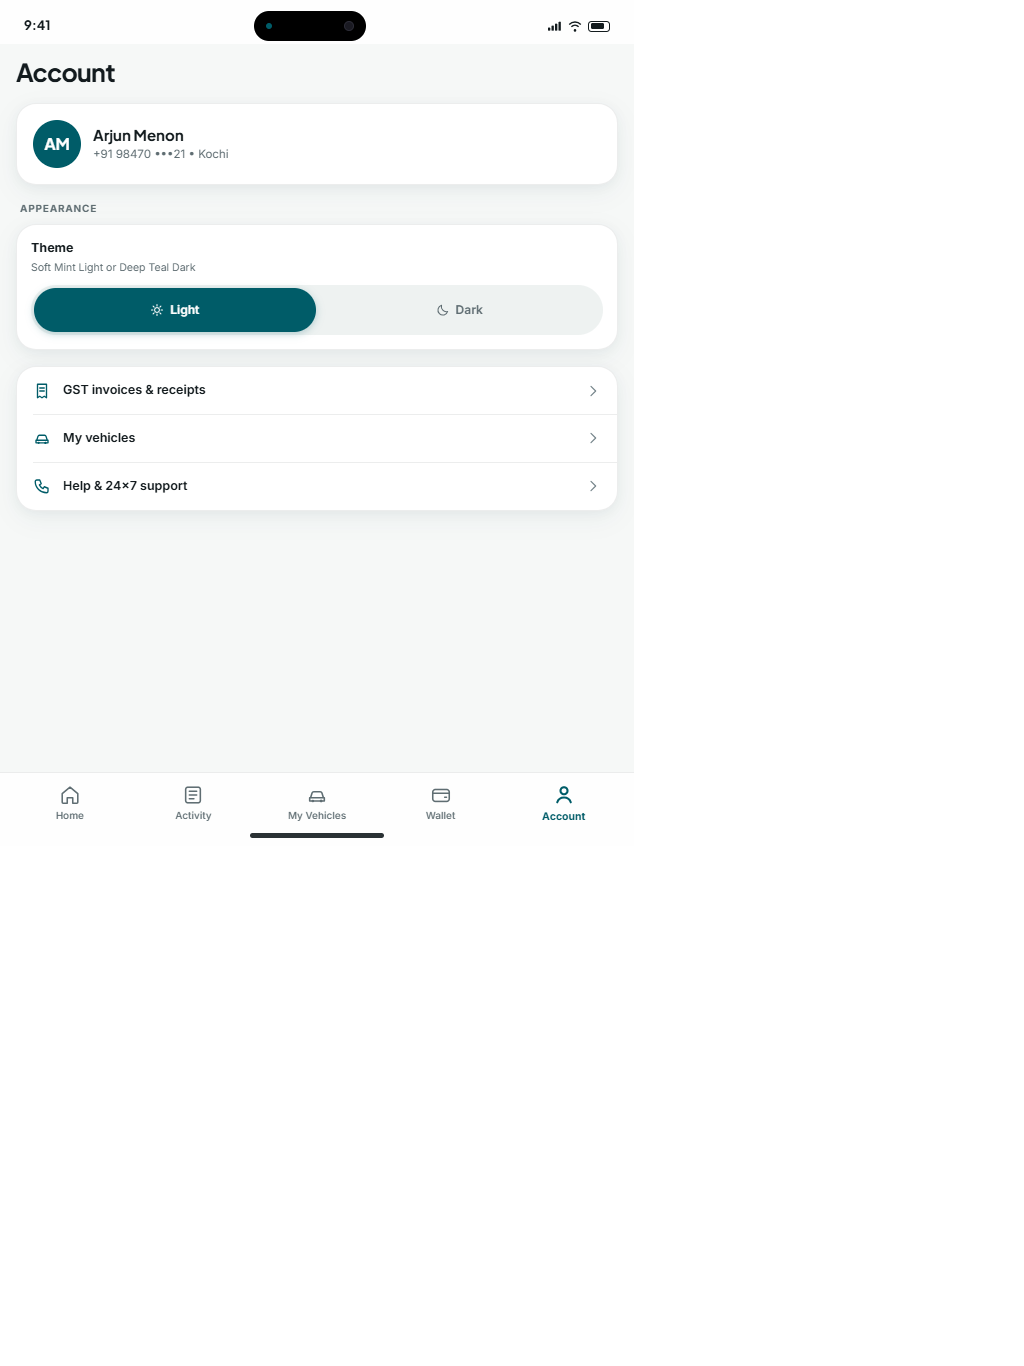 9:41
Account
AM
Arjun Menon
+91 98470 •••21 • Kochi
APPEARANCE
Theme
Soft Mint Light or Deep Teal Dark
Light
Dark
GST invoices & receipts
My vehicles
Help & 24×7 support
Home
Activity
My Vehicles
Wallet
Account